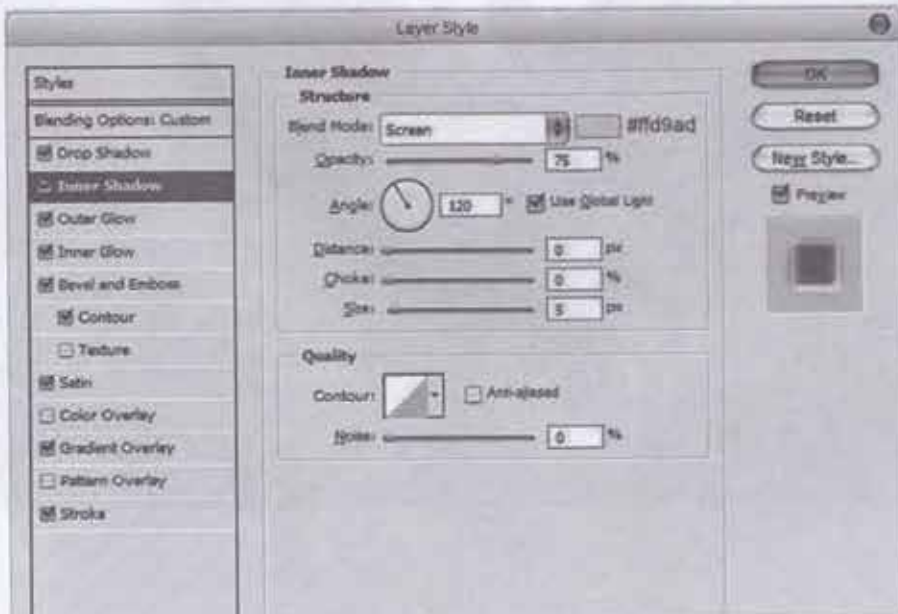 Layer Style
Styles
Blending Options: Custom
Drop Shadow
Inner Shadow
Outer Glow
Inner Glow
Bevel and Emboss
Contour
Texture
Satin
Color Overlay
Gradient Overlay
Pattern Overlay
Stroke
Inner Shadow
Structure
Blend Mode: Screen #ffd9ad
Opacity: 75 %
Angle: 120 ° Use Global Light
Distance: 0 px
Choke: 0 %
Size: 5 px
Quality
Contour: Anti-aliased
Noise: 0 %
OK
Reset
New Style...
Preview